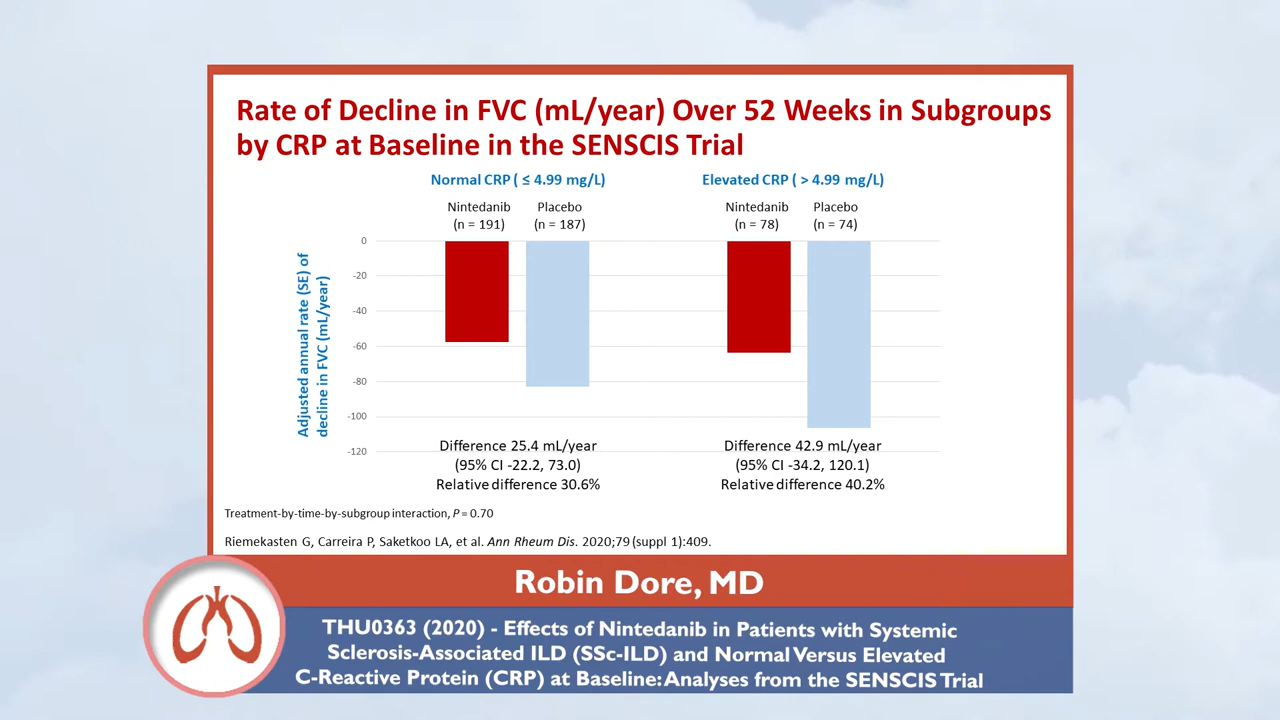 Rate of Decline in FVC (mL/year) Over 52 Weeks in Subgroups
by CRP at Baseline in the SENSCIS Trial
Normal CRP ( ≤ 4.99 mg/L)
Elevated CRP ( > 4.99 mg/L)
Nintedanib
(n = 191)
Placebo
(n = 187)
Nintedanib
(n = 78)
Placebo
(n = 74)
Adjusted annual rate (SE) of
decline in FVC (mL/year)
0
-20
-40
-60
-80
-100
-120
Difference 25.4 mL/year
(95% CI -22.2, 73.0)
Relative difference 30.6%
Difference 42.9 mL/year
(95% CI -34.2, 120.1)
Relative difference 40.2%
Treatment-by-time-by-subgroup interaction, P = 0.70
Riemekasten G, Carreira P, Saketkoo LA, et al. Ann Rheum Dis. 2020;79 (suppl 1):409.
Robin Dore, MD
THU0363 (2020) - Effects of Nintedanib in Patients with Systemic
Sclerosis-Associated ILD (SSc-ILD) and Normal Versus Elevated
C-Reactive Protein (CRP) at Baseline: Analyses from the SENSCIS Trial